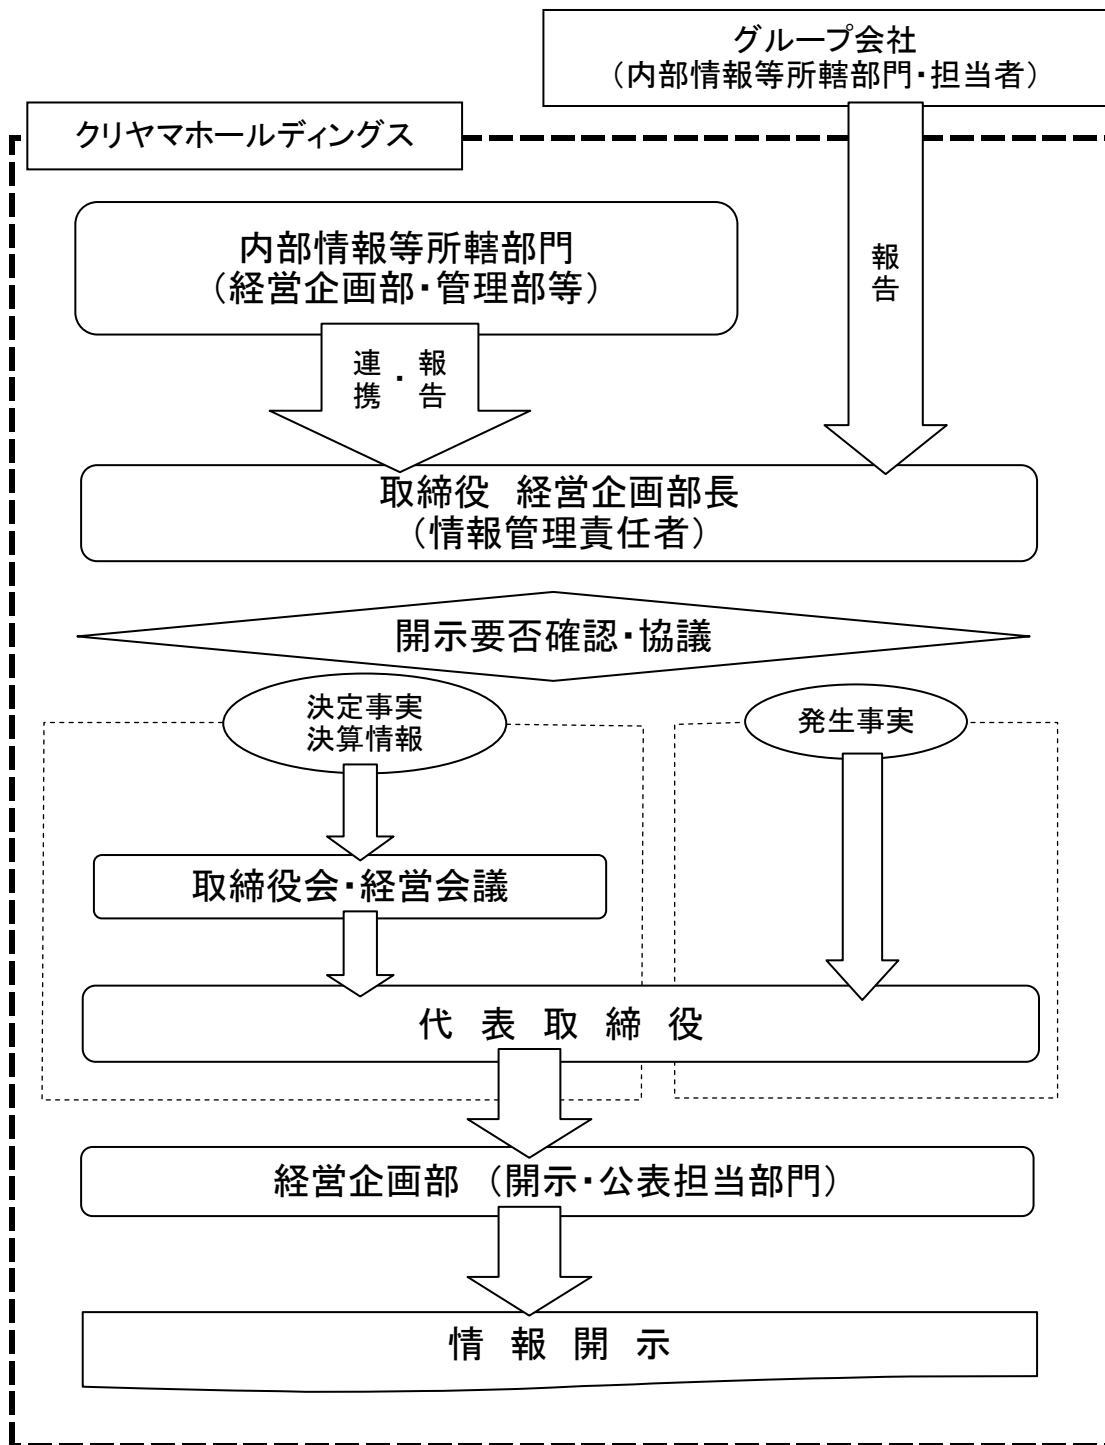 グループ会社
（内部情報等所轄部門・担当者）
クリヤマホールディングス
内部情報等所轄部門
（経営企画部・管理部等）
報告
連携・報告
取締役　経営企画部長
（情報管理責任者）
開示要否確認・協議
決定事実
決算情報
発生事実
取締役会・経営会議
代 表 取 締 役
経営企画部 （開示・公表担当部門）
情 報 開 示